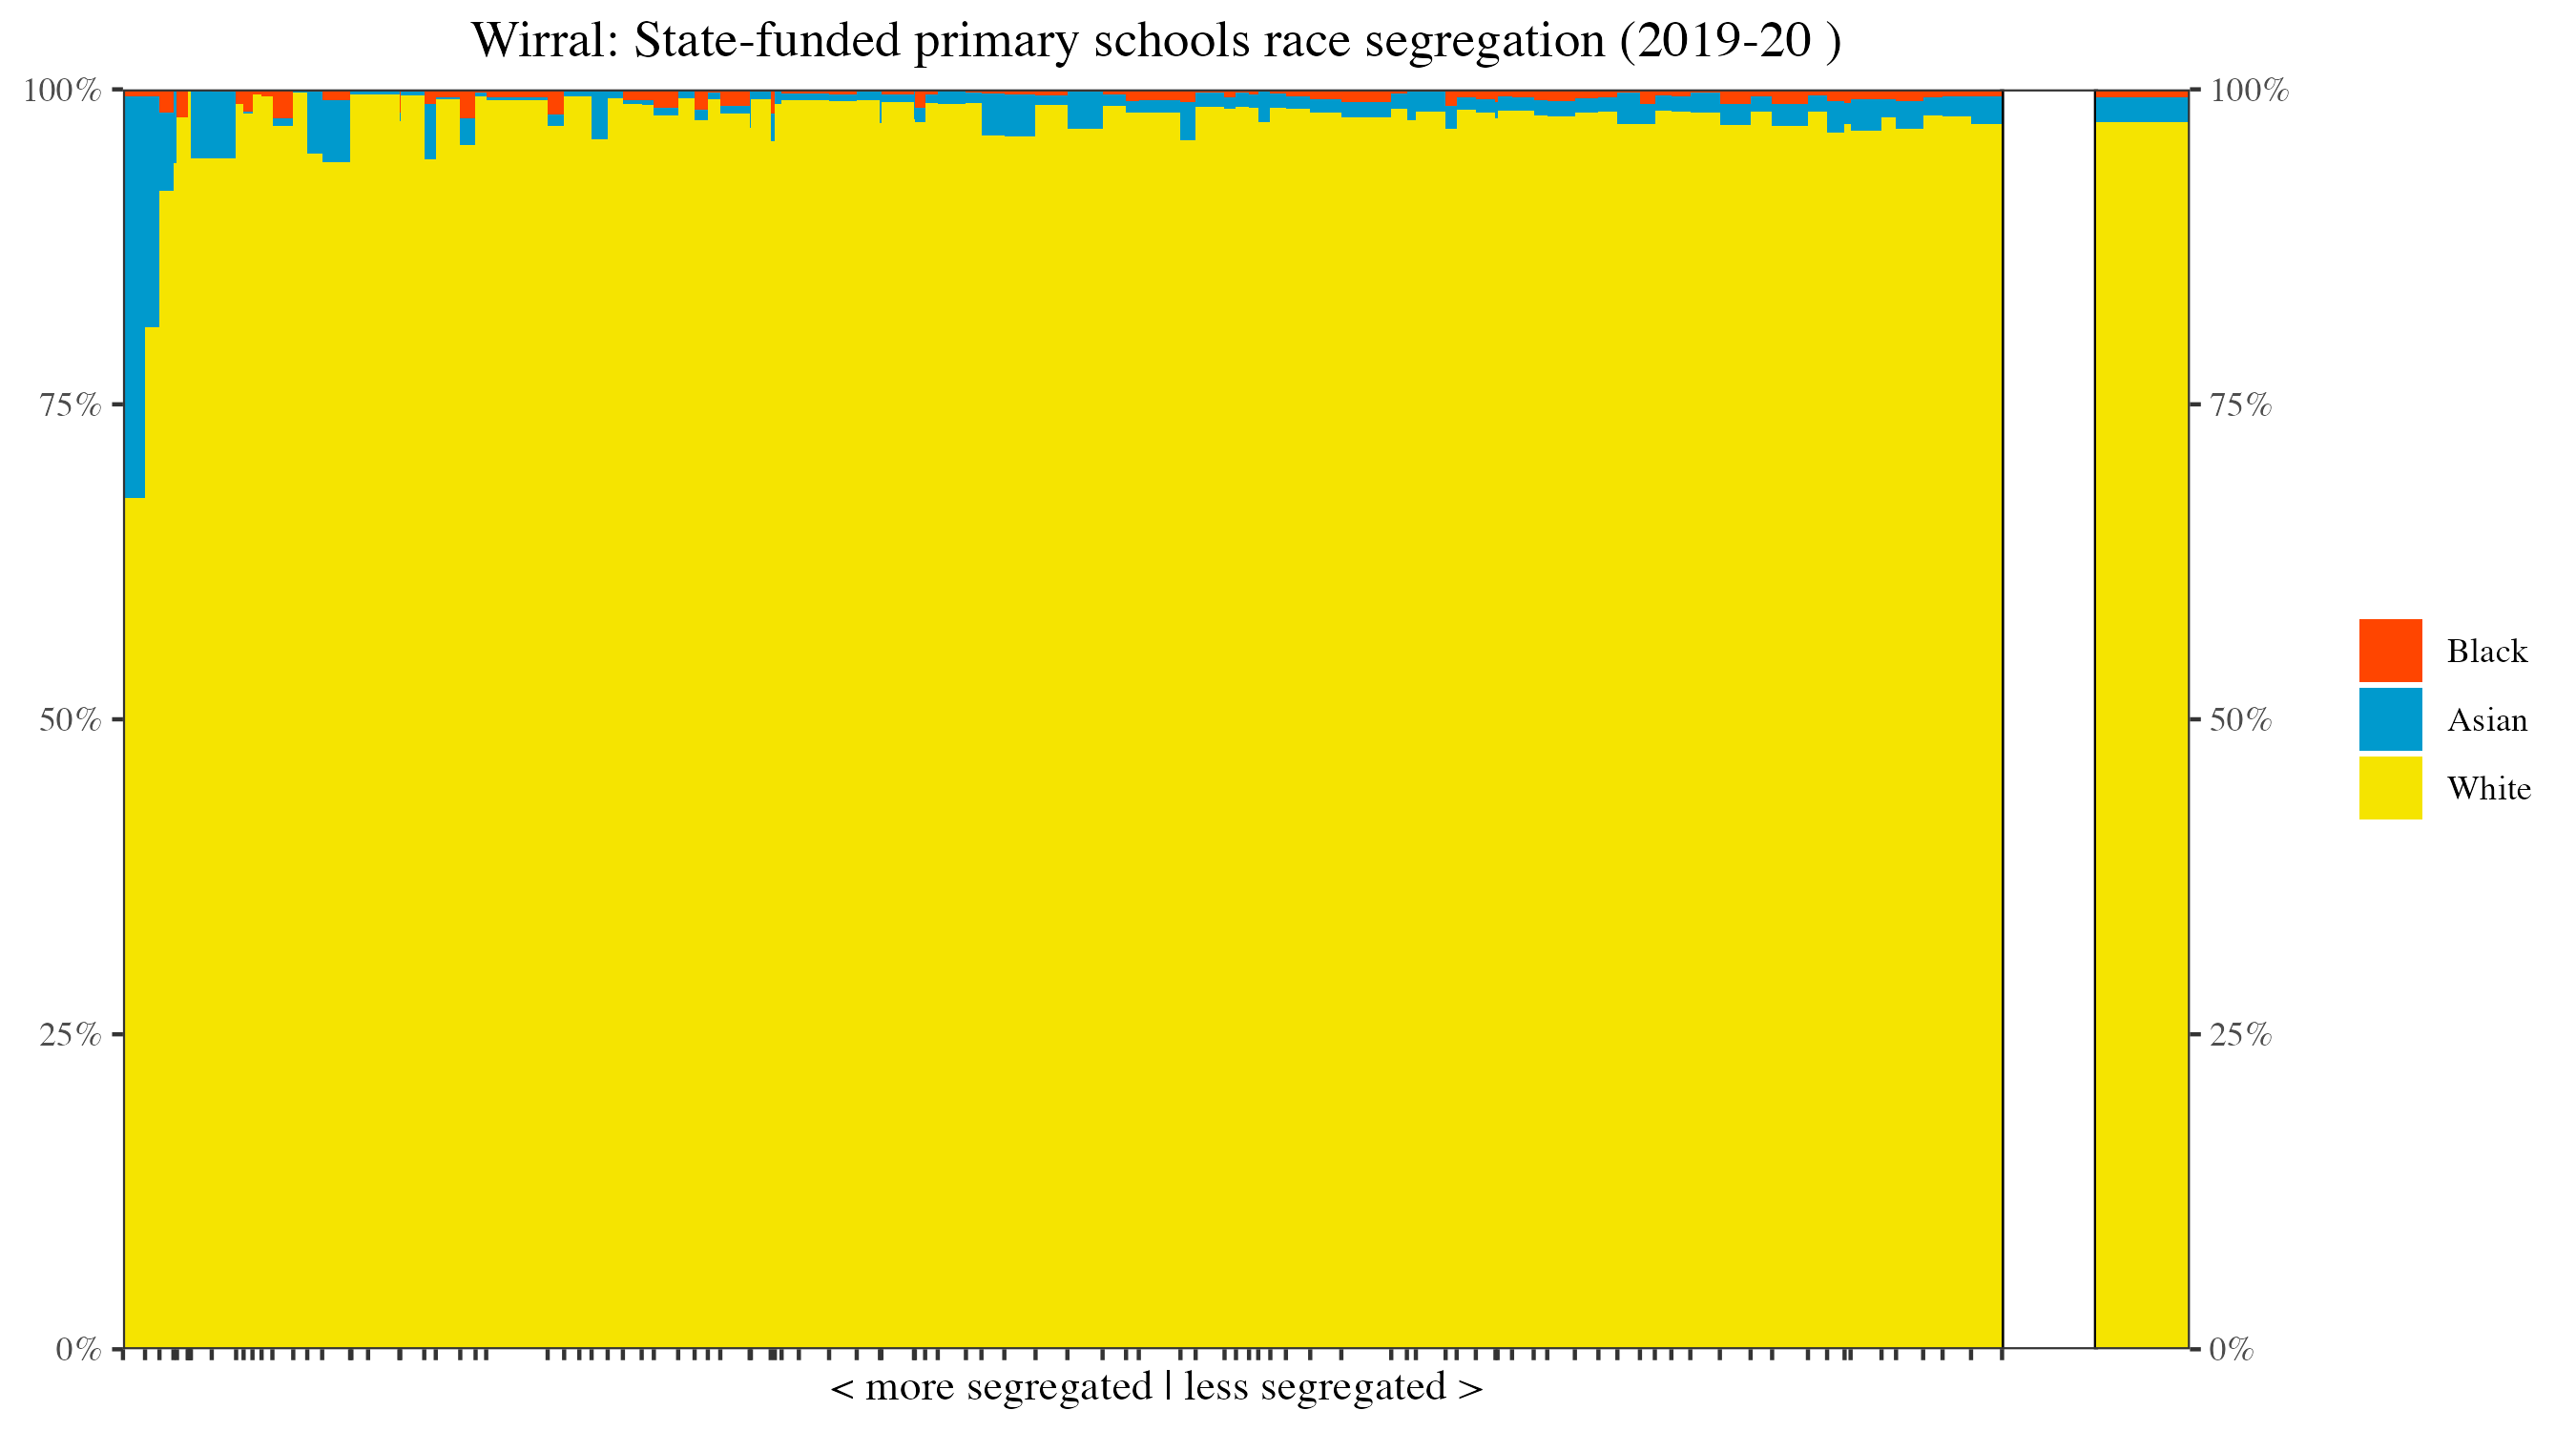 Wirral: State-funded primary schools race segregation (2019-20 )
100%
75%
50%
25%
0%
100%
75%
50%
25%
0%
Black
Asian
White
< more segregated | less segregated >